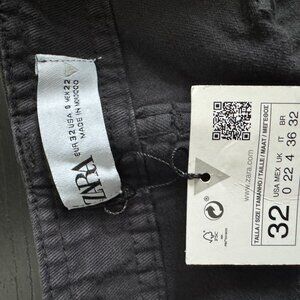 ZARA
EUR 32 USA 0 MEX 22
MADE IN MOROCCO
www.zara.com
FSC
TALLA/SIZE/TAMANHO/TAILLE/MAAT/ΜΕΓΕΘΟΣ
32
USA 0
MEX 22
UK 4
IT 36
BR 32